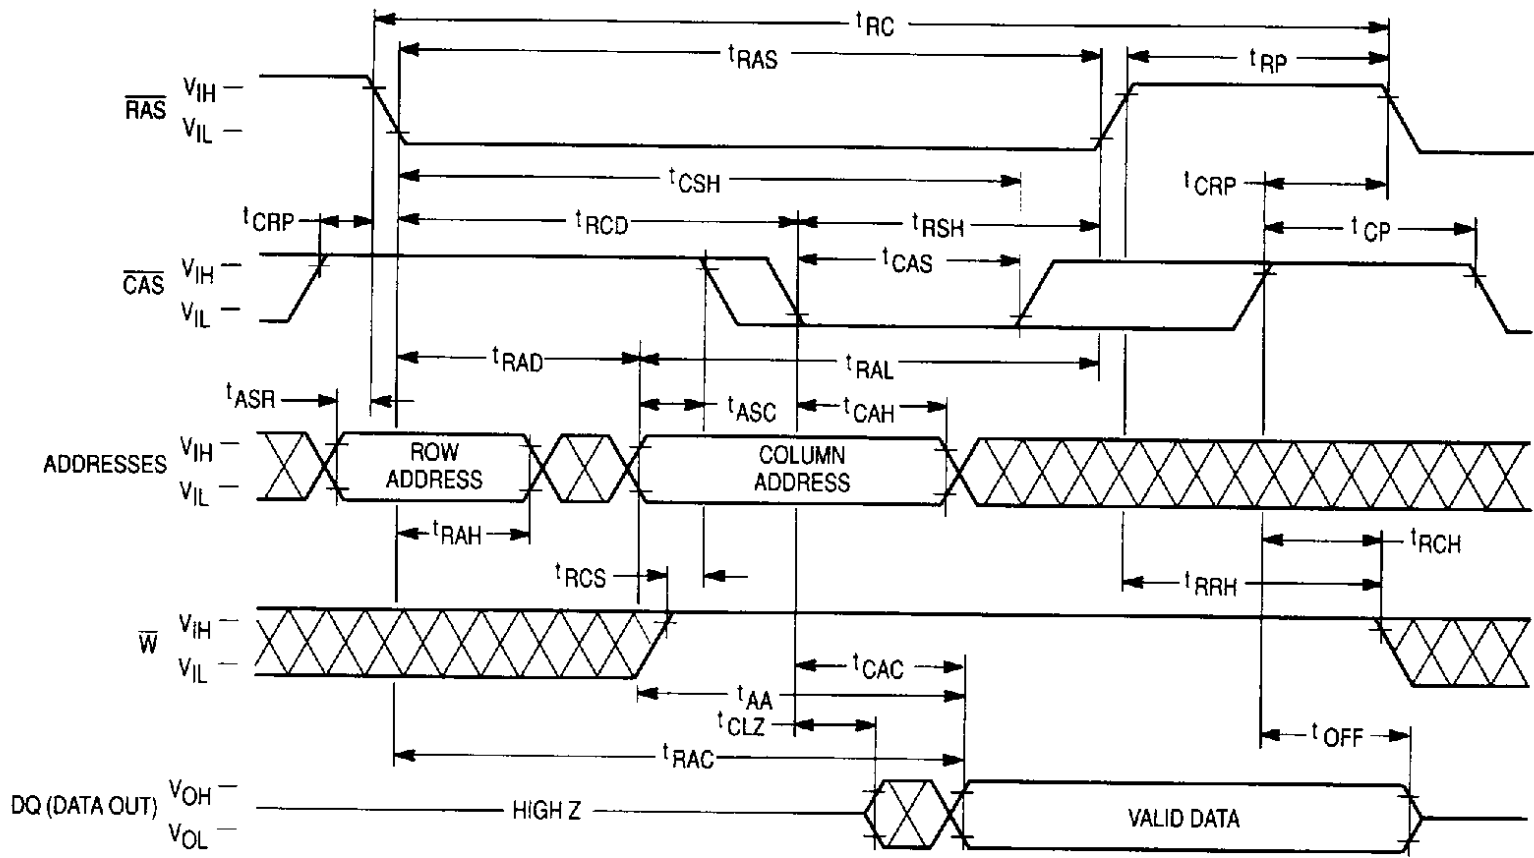 tRC
tRAS
tRP
RAS
VIH
VIL
tCSH
tCRP
tCRP
tRCD
tRSH
tCP
CAS
VIH
VIL
tCAS
tRAD
tRAL
tASR
tASC
tCAH
ADDRESSES
VIH
VIL
ROW
ADDRESS
COLUMN
ADDRESS
tRAH
tRCH
tRCS
tRRH
W
VIH
VIL
tCAC
tAA
tCLZ
tOFF
tRAC
DQ (DATA OUT)
VOH
VOL
HIGH Z
VALID DATA